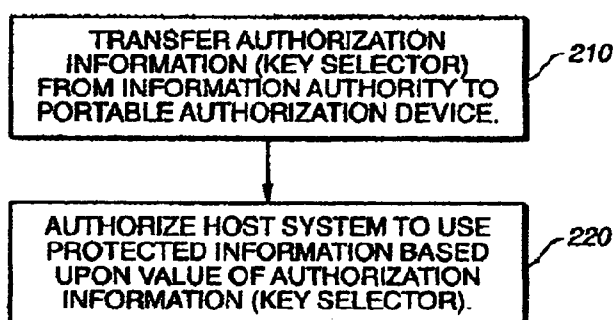 TRANSFER AUTHORIZATION
INFORMATION (KEY SELECTOR)
FROM INFORMATION AUTHORITY TO
PORTABLE AUTHORIZATION DEVICE.
210
AUTHORIZE HOST SYSTEM TO USE
PROTECTED INFORMATION BASED
UPON VALUE OF AUTHORIZATION
INFORMATION (KEY SELECTOR).
220